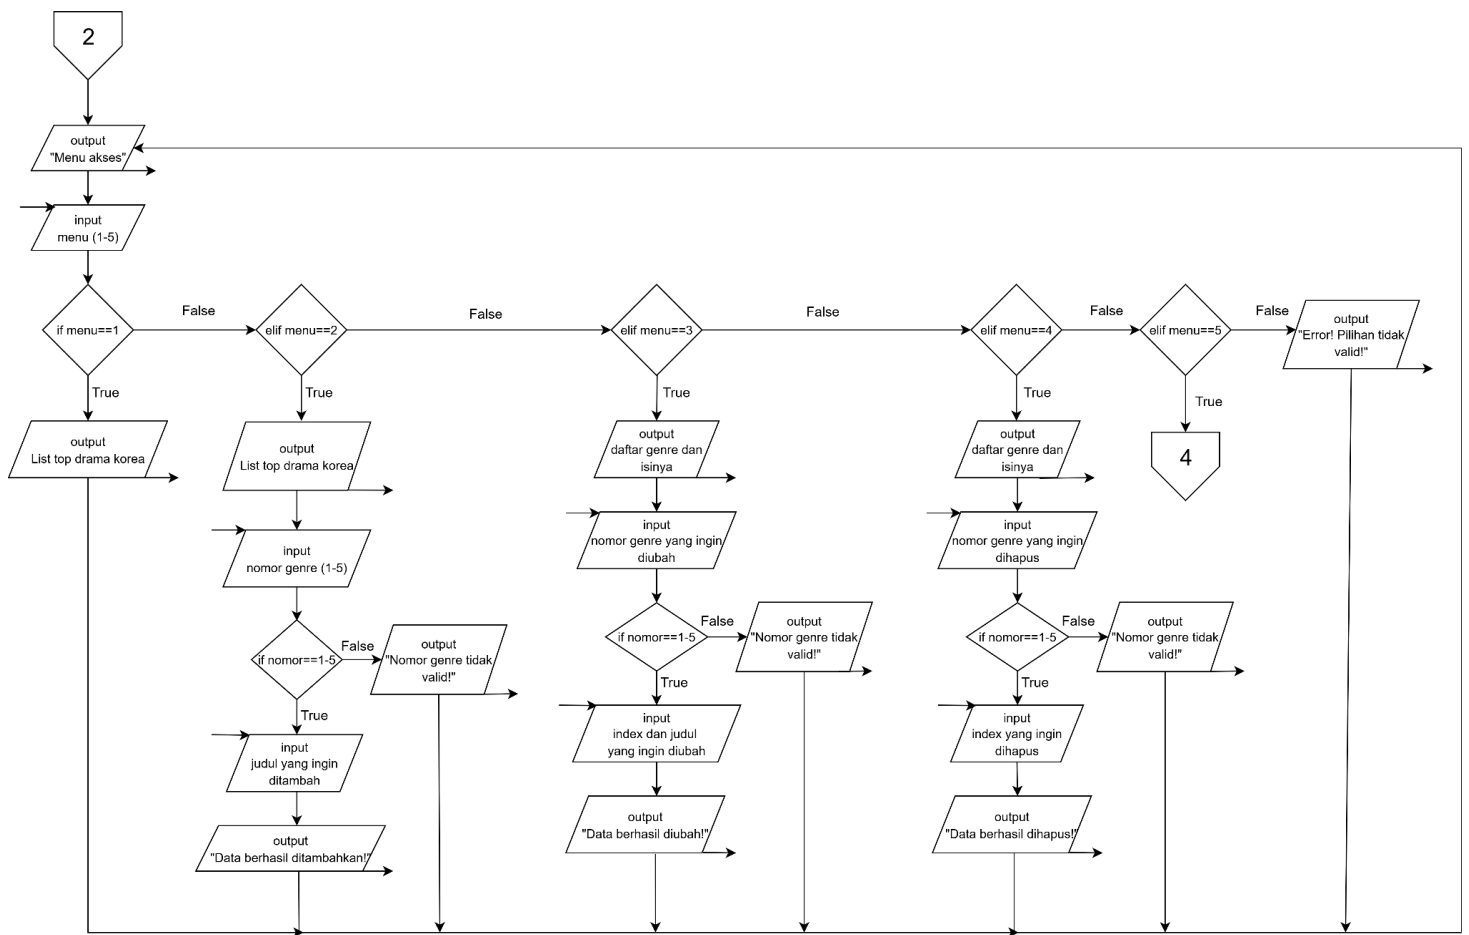 2
output
"Menu akses"
input
menu (1-5)
if menu==1
False
elif menu==2
False
elif menu==3
False
elif menu==4
False
elif menu==5
False
output
"Error! Pilihan tidak
valid!"
True
True
True
True
True
output
List top drama korea
output
List top drama korea
output
daftar genre dan
isinya
output
daftar genre dan
isinya
4
input
nomor genre (1-5)
input
nomor genre yang ingin
diubah
input
nomor genre yang ingin
dihapus
if nomor==1-5
False
output
"Nomor genre tidak
valid!"
if nomor==1-5
False
output
"Nomor genre tidak
valid!"
if nomor==1-5
False
output
"Nomor genre tidak
valid!"
True
True
True
input
judul yang ingin
ditambah
input
index dan judul
yang ingin diubah
input
index yang ingin
dihapus
output
"Data berhasil ditambahkan!"
output
"Data berhasil diubah!"
output
"Data berhasil dihapus!"